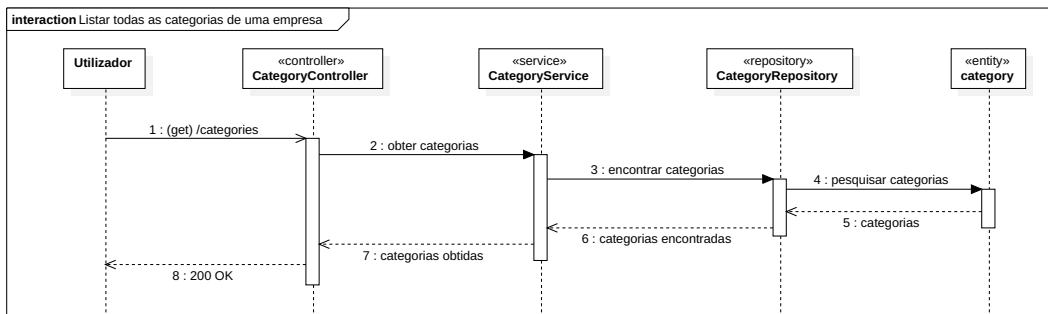 interaction Listar todas as categorias de uma empresa
Utilizador
«controller»
CategoryController
«service»
CategoryService
«repository»
CategoryRepository
«entity»
category
1 : (get) /categories
2 : obter categorias
3 : encontrar categorias
4 : pesquisar categorias
5 : categorias
6 : categorias encontradas
7 : categorias obtidas
8 : 200 OK